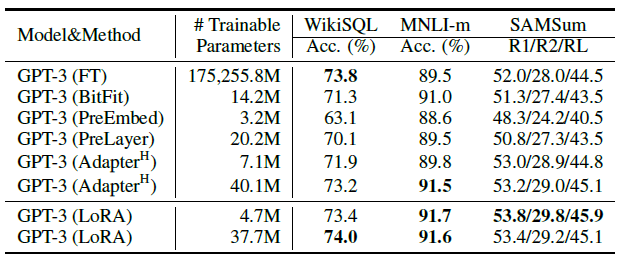 Model&Method # Trainable Parameters WikiSQL Acc. (%) MNLI-m Acc. (%) SAMSum R1/R2/RL
GPT-3 (FT) 175,255.8M 73.8 89.5 52.0/28.0/44.5
GPT-3 (BitFit) 14.2M 71.3 91.0 51.3/27.4/43.5
GPT-3 (PreEmbed) 3.2M 63.1 88.6 48.3/24.2/40.5
GPT-3 (PreLayer) 20.2M 70.1 89.5 50.8/27.3/43.5
GPT-3 (AdapterH) 7.1M 71.9 89.8 53.0/28.9/44.8
GPT-3 (AdapterH) 40.1M 73.2 91.5 53.2/29.0/45.1
GPT-3 (LoRA) 4.7M 73.4 91.7 53.8/29.8/45.9
GPT-3 (LoRA) 37.7M 74.0 91.6 53.4/29.2/45.1